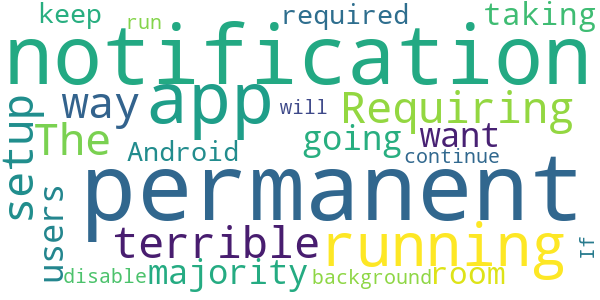 keep
run
required
taking
notification
app
way
Requiring
will
The
setup
Android
going
want
continue
permanent
users
terrible
running
If
disable
majority
background
room